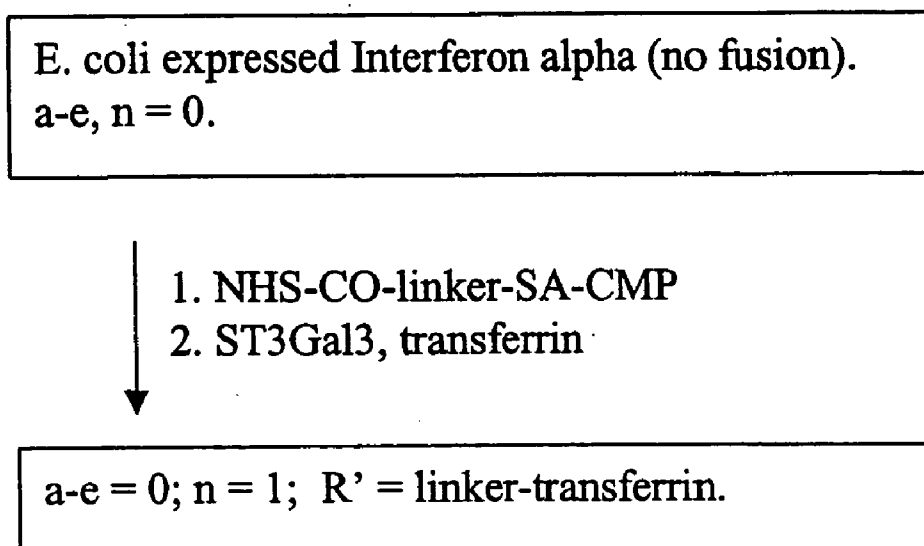 E. coli expressed Interferon alpha (no fusion).
a-e, n = 0.
1. NHS-CO-linker-SA-CMP
2. ST3Gal3, transferrin
a-e = 0; n = 1; R' = linker-transferrin.